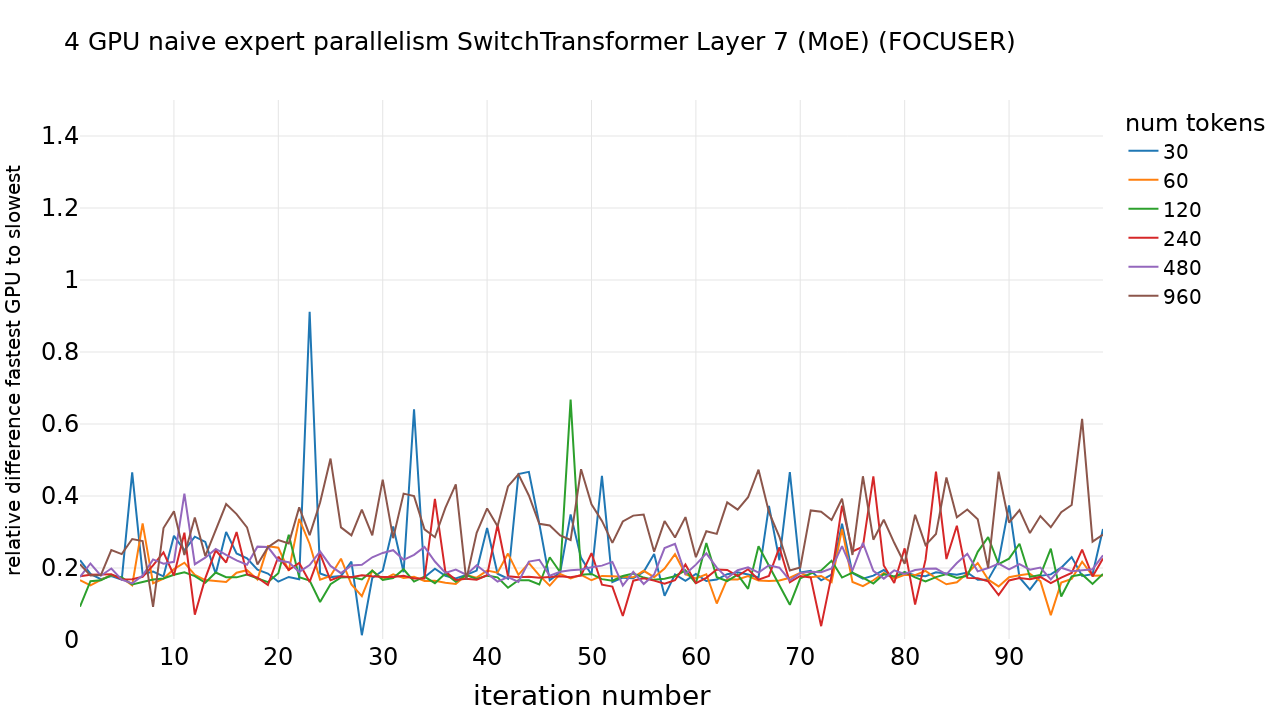 4 GPU naive expert parallelism SwitchTransformer Layer 7 (MoE) (FOCUSER)
num tokens
30
60
120
240
480
960
relative difference fastest GPU to slowest
1.4
1.2
1
0.8
0.6
0.4
0.2
0
10 20 30 40 50 60 70 80 90
iteration number